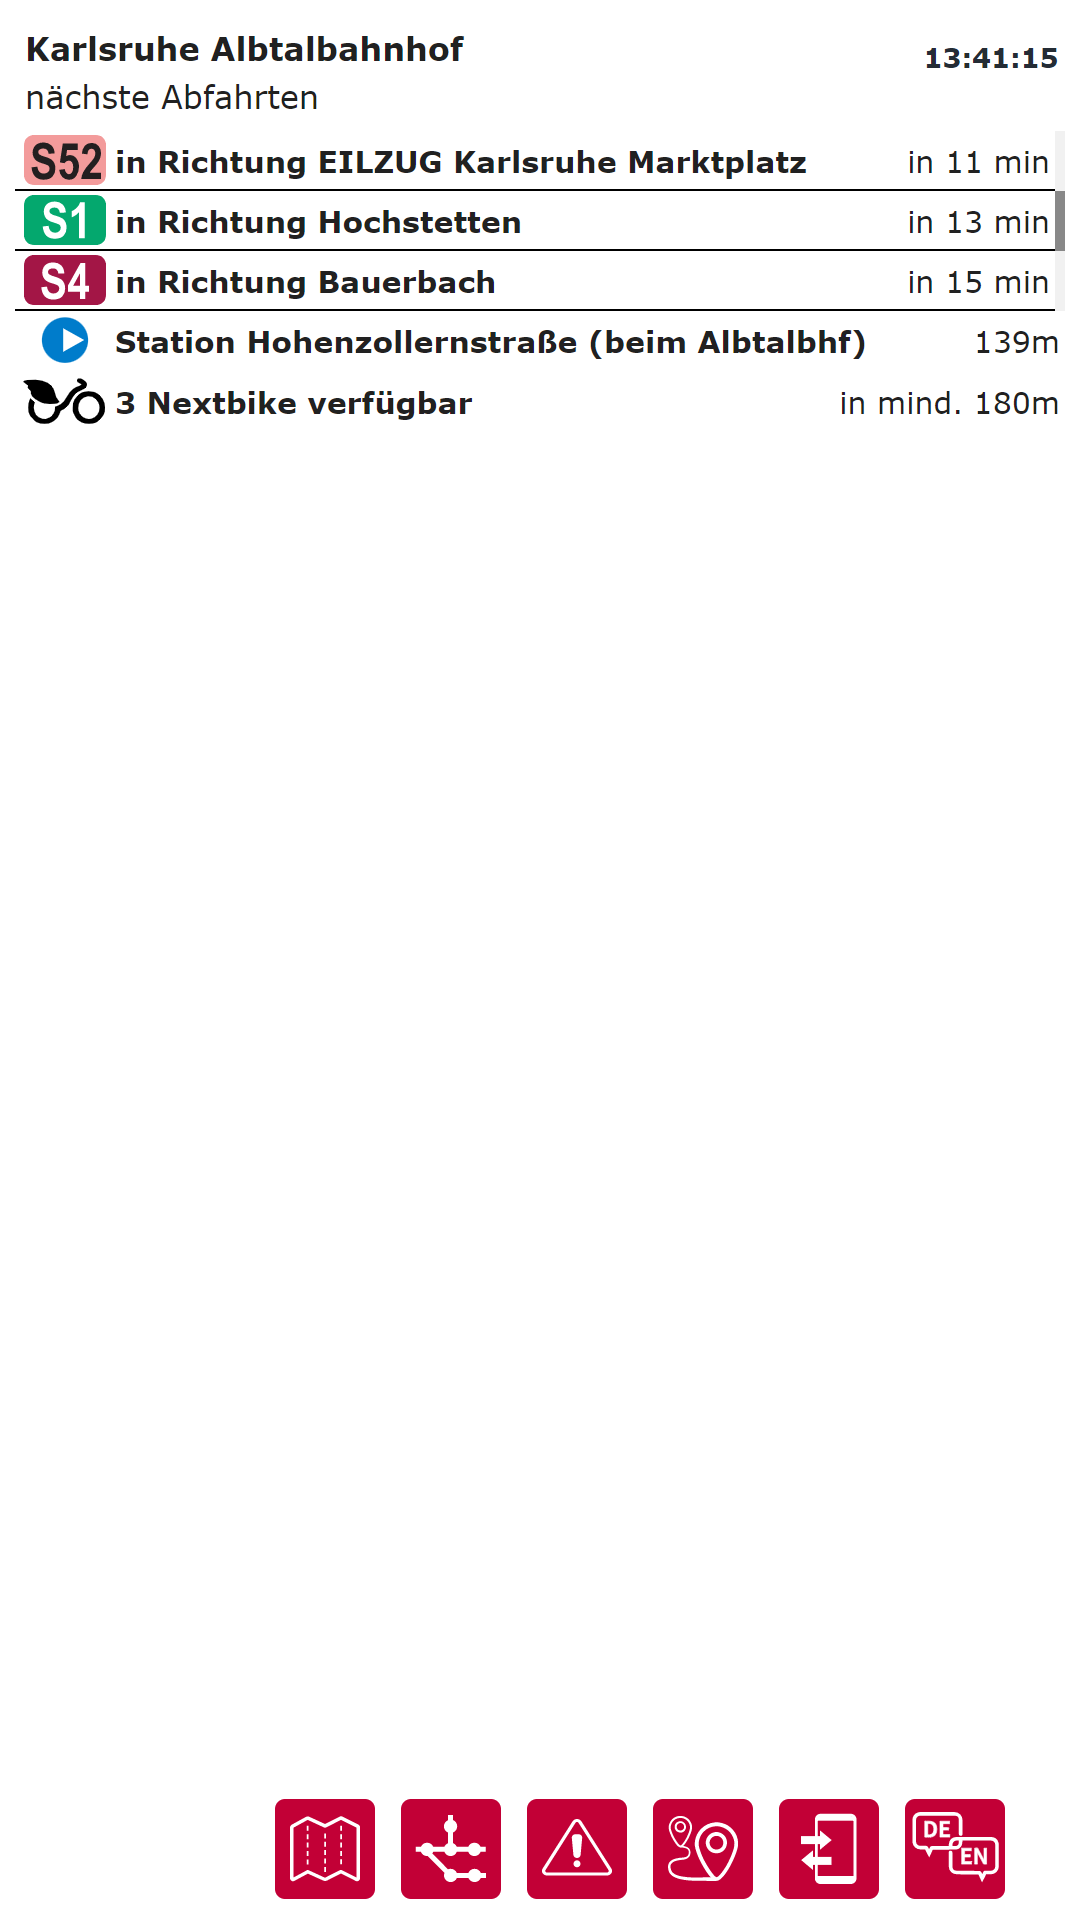 Karlsruhe Albtalbahnhof
13:41:15
nächste Abfahrten
S52 in Richtung EILZUG Karlsruhe Marktplatz in 11 min
S1 in Richtung Hochstetten in 13 min
S4 in Richtung Bauerbach in 15 min
Station Hohenzollernstraße (beim Albtalbhf) 139m
3 Nextbike verfügbar in mind. 180m
DE
EN